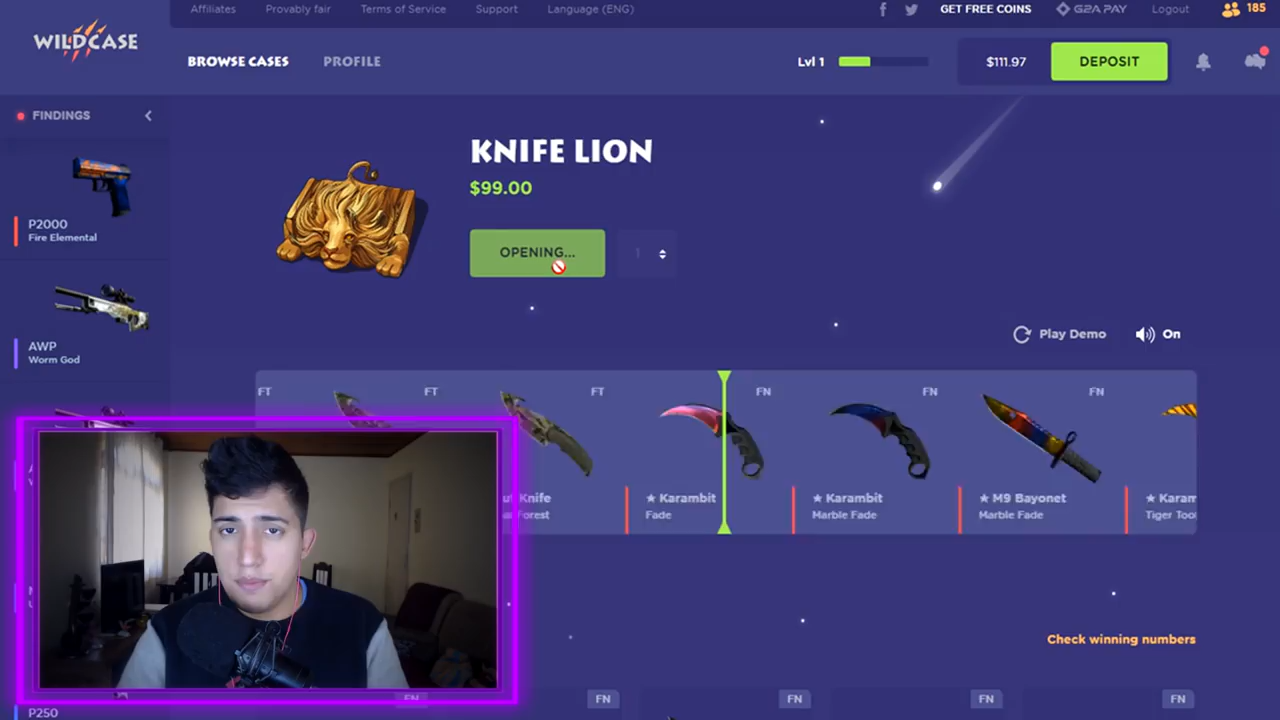 Affiliates Provably fair Terms of Service Support Language (ENG) GET FREE COINS G2A PAY Logout 185
WILDCASE
BROWSE CASES PROFILE Lvl 1 $111.97 DEPOSIT
FINDINGS
KNIFE LION
$99.00
P2000
Fire Elemental
OPENING...
1
AWP
Worm God
Play Demo On
FT FT FT FN FN FN
Knife ★ Karambit ★ Karambit ★ M9 Bayonet ★ Karam
Forest Fade Marble Fade Marble Fade Tiger Toot
Check winning numbers
FN FN FN FN FN
P250